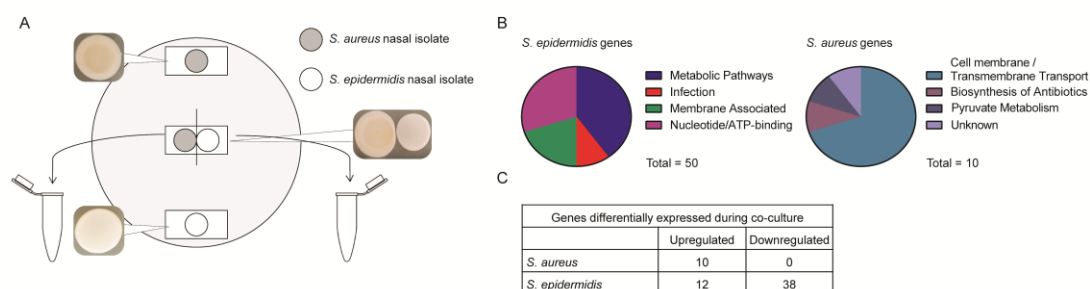 A
S. aureus nasal isolate
S. epidermidis nasal isolate
B
S. epidermidis genes
Metabolic Pathways
Infection
Membrane Associated
Nucleotide/ATP-binding
Total = 50
S. aureus genes
Cell membrane /
Transmembrane Transport
Biosynthesis of Antibiotics
Pyruvate Metabolism
Unknown
Total = 10
C
Genes differentially expressed during co-culture
Upregulated Downregulated
S. aureus 10 0
S. epidermidis 12 38